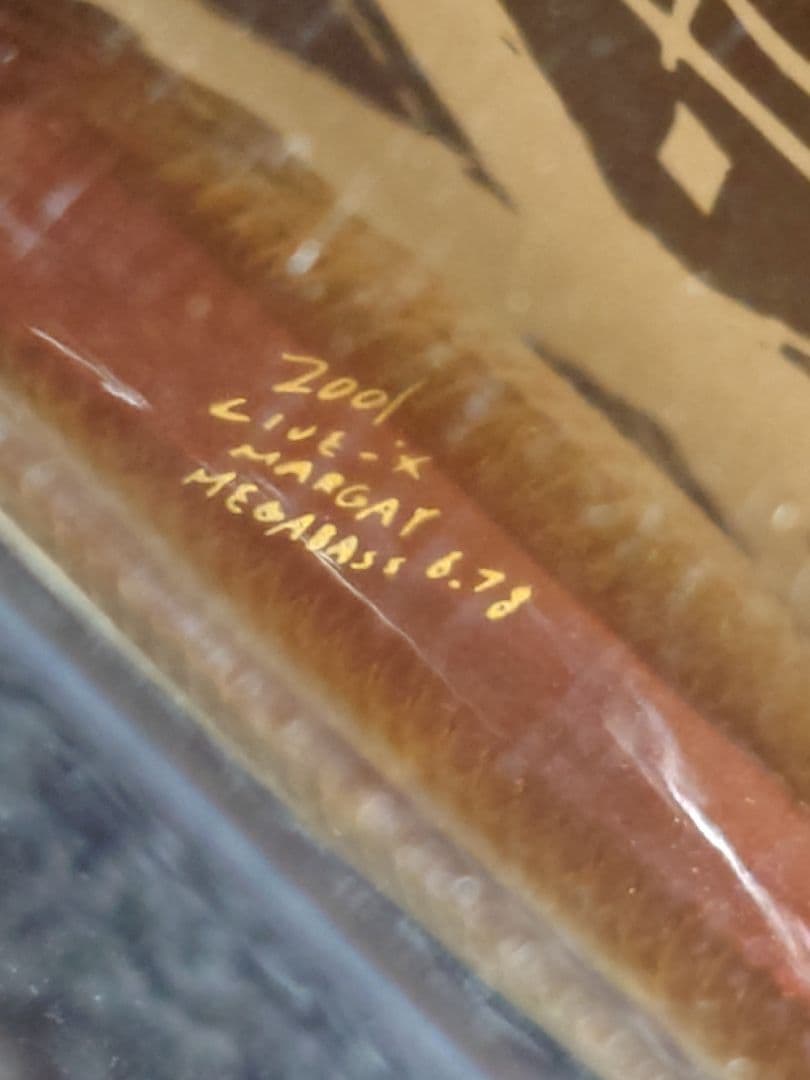 2001
LIVE-X
MARGAY
MEGABASS 6.78